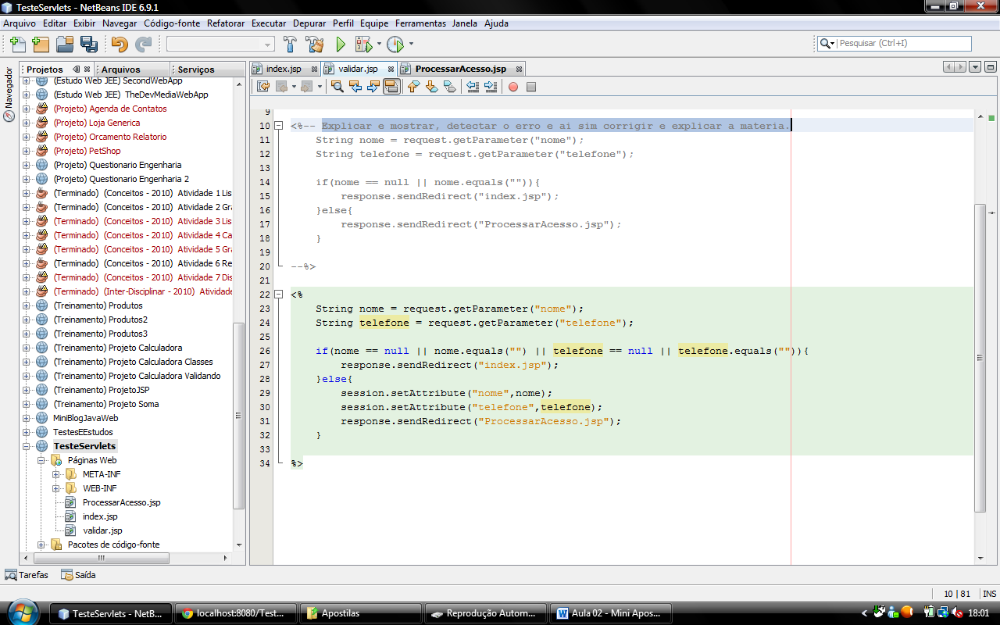 TesteServlets - NetBeans IDE 6.9.1
Arquivo Editar Exibir Navegar Código-fonte Refatorar Executar Depurar Perfil Equipe Ferramentas Janela Ajuda
Pesquisar (Ctrl+I)
Navegador
Projetos Arquivos Serviços
(Estudo Web JEE) SecondWebApp
(Estudo Web JEE) TheDevMediaWebApp
(Projeto) Agenda de Contatos
(Projeto) Loja Generica
(Projeto) Orcamento Relatorio
(Projeto) PetShop
(Projeto) Questionario Engenharia
(Projeto) Questionario Engenharia 2
(Terminado) (Conceitos - 2010) Atividade 1 Lis
(Terminado) (Conceitos - 2010) Atividade 2 Gr
(Terminado) (Conceitos - 2010) Atividade 3 Lis
(Terminado) (Conceitos - 2010) Atividade 4 Ca
(Terminado) (Conceitos - 2010) Atividade 5 Gr
(Terminado) (Conceitos - 2010) Atividade 6 Re
(Terminado) (Conceitos - 2010) Atividade 7 Dis
(Terminado) (Inter-Disciplinar - 2010) Atividade
(Treinamento) Produtos
(Treinamento) Produtos2
(Treinamento) Produtos3
(Treinamento) Projeto Calculadora
(Treinamento) Projeto Calculadora Classes
(Treinamento) Projeto Calculadora Validando
(Treinamento) ProjetoJSP
(Treinamento) Projeto Soma
MiniBlogJavaWeb
TestesEEstudos
TesteServlets
Páginas Web
META-INF
WEB-INF
ProcessarAcesso.jsp
index.jsp
validar.jsp
Pacotes de código-fonte
index.jsp validar.jsp ProcessarAcesso.jsp
9
10 <%-- Explicar e mostrar, detectar o erro e ai sim corrigir e explicar a materia.
11 String nome = request.getParameter("nome");
12 String telefone = request.getParameter("telefone");
13
14 if(nome == null || nome.equals("")){
15 response.sendRedirect("index.jsp");
16 }else{
17 response.sendRedirect("ProcessarAcesso.jsp");
18 }
19
20 --%>
21
22 <%
23 String nome = request.getParameter("nome");
24 String telefone = request.getParameter("telefone");
25
26 if(nome == null || nome.equals("") || telefone == null || telefone.equals("")){
27 response.sendRedirect("index.jsp");
28 }else{
29 session.setAttribute("nome",nome);
30 session.setAttribute("telefone",telefone);
31 response.sendRedirect("ProcessarAcesso.jsp");
32 }
33
34 %>
Tarefas Saída
10 | 81 INS
TesteServlets - NetB... localhost:8080/Test... Apostilas Reprodução Autom... Aula 02 - Mini Apos... 18:01